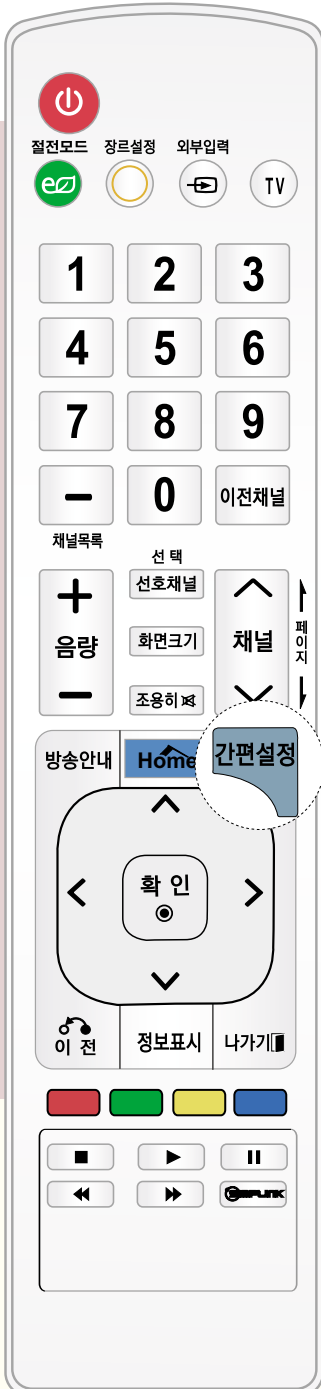 절전모드 장르설정 외부입력
TV
1 2 3
4 5 6
7 8 9
- 0 이전채널
채널목록
선 택
+ 선호채널
음량 화면크기 채널 페이지
- 조용히
방송안내 Home 간편설정
확 인
이 전 정보표시 나가기